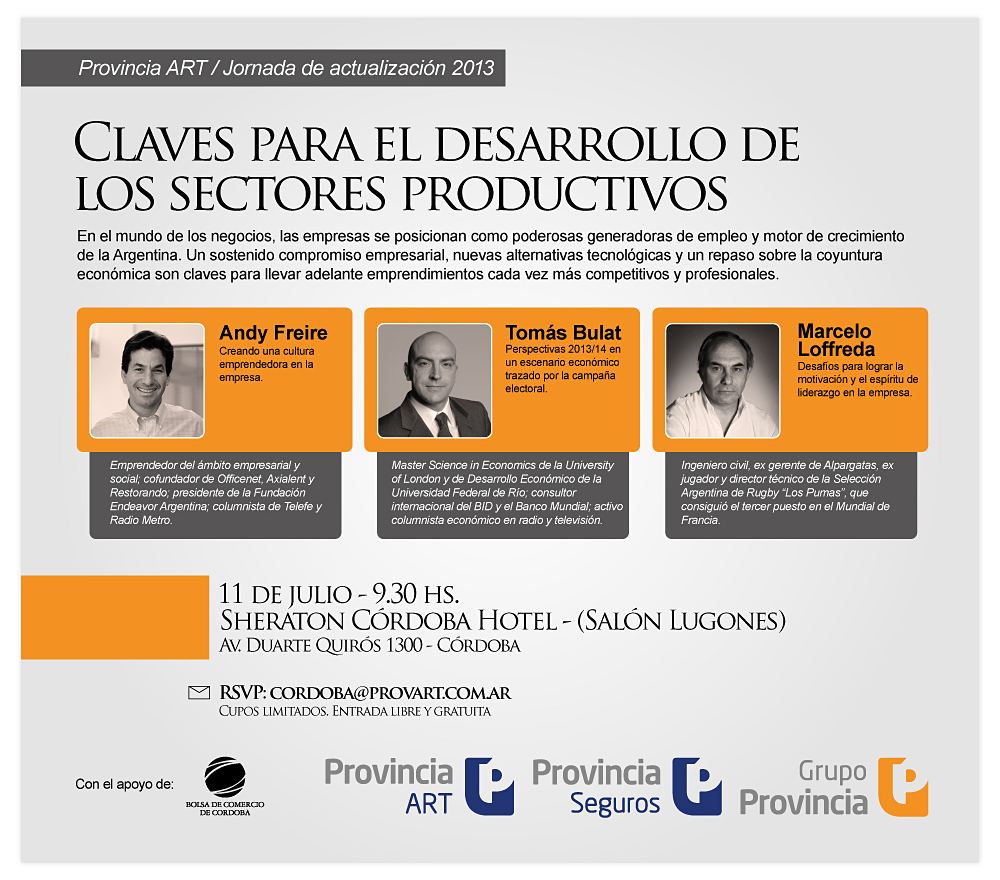 Provincia ART / Jornada de actualización 2013
CLAVES PARA EL DESARROLLO DE
LOS SECTORES PRODUCTIVOS
En el mundo de los negocios, las empresas se posicionan como poderosas generadoras de empleo y motor de crecimiento
de la Argentina. Un sostenido compromiso empresarial, nuevas alternativas tecnológicas y un repaso sobre la coyuntura
económica son claves para llevar adelante emprendimientos cada vez más competitivos y profesionales.
Andy Freire
Creando una cultura
emprendedora en la
empresa.
Emprendedor del ámbito empresarial y
social; cofundador de Officenet, Axialent y
Restorando; presidente de la Fundación
Endeavor Argentina; columnista de Telefe y
Radio Metro.
Tomás Bulat
Perspectivas 2013/14 en
un escenario económico
trazado por la campaña
electoral.
Master Science in Economics de la University
of London y de Desarrollo Económico de la
Universidad Federal de Río; consultor
internacional del BID y el Banco Mundial; activo
columnista económico en radio y televisión.
Marcelo
Loffreda
Desafíos para lograr la
motivación y el espíritu de
liderazgo en la empresa.
Ingeniero civil, ex gerente de Alpargatas, ex
jugador y director técnico de la Selección
Argentina de Rugby “Los Pumas”, que
consiguió el tercer puesto en el Mundial de
Francia.
11 DE JULIO - 9.30 HS.
SHERATON CÓRDOBA HOTEL - (SALÓN LUGONES)
AV. DUARTE QUIRÓS 1300 - CÓRDOBA
RSVP: CORDOBA@PROVART.COM.AR
CUPOS LIMITADOS. ENTRADA LIBRE Y GRATUITA
Con el apoyo de:
BOLSA DE COMERCIO
DE CORDOBA
Provincia
ART
Provincia
Seguros
Grupo
Provincia